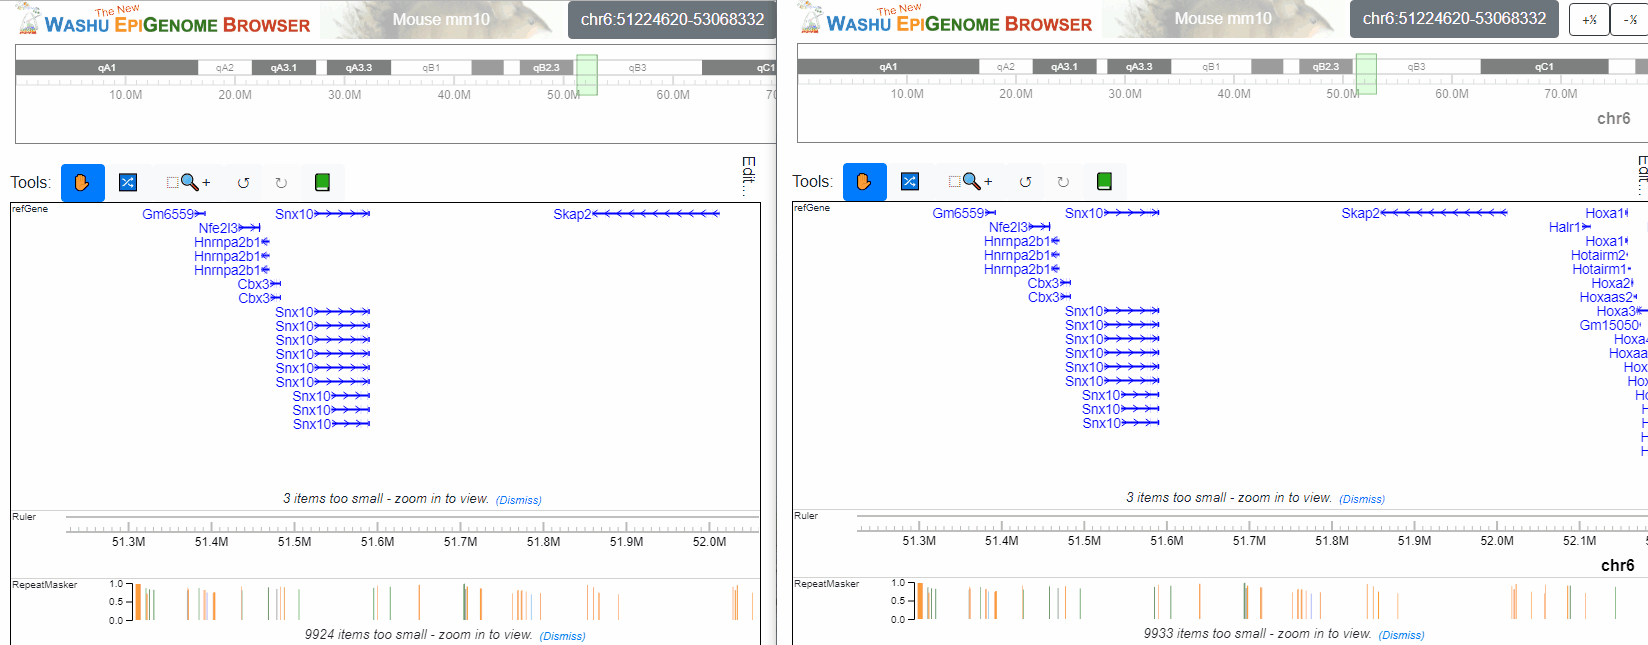 The New
WASHU EPIGENOME BROWSER
Mouse mm10
chr6:51224620-53068332
qA1 qA2 qA3.1 qA3.3 qB1 qB2.3 qB3 qC1
10.0M 20.0M 30.0M 40.0M 50.0M 60.0M 70
Tools:
+
Edit...
refGene
Gm6559 Snx10 Skap2
Nfe2l3
Hnrnpa2b1
Hnrnpa2b1
Hnrnpa2b1
Cbx3
Cbx3
Snx10
Snx10
Snx10
Snx10
Snx10
Snx10
Snx10
Snx10
Snx10
3 items too small - zoom in to view. (Dismiss)
Ruler
51.3M 51.4M 51.5M 51.6M 51.7M 51.8M 51.9M 52.0M
RepeatMasker
1.0
0.5
0.0
9924 items too small - zoom in to view. (Dismiss)
The New
WASHU EPIGENOME BROWSER
Mouse mm10
chr6:51224620-53068332
+⅓ -⅓
qA1 qA2 qA3.1 qA3.3 qB1 qB2.3 qB3 qC1
10.0M 20.0M 30.0M 40.0M 50.0M 60.0M 70.0M
chr6
Tools:
+
Edit...
refGene
Gm6559 Snx10 Skap2 Hoxa1
Nfe2l3 Halr1
Hnrnpa2b1 Hoxa1
Hnrnpa2b1 Hotairm2
Hnrnpa2b1 Hotairm1
Cbx3 Hoxa2
Cbx3 Hoxaas2
Snx10 Hoxa3
Snx10 Gm15050
Snx10 Hoxa4
Snx10 Hoxaa
Snx10 Hox
Snx10 Hox
Snx10 Ho
Snx10 H
Snx10 H
H
H
3 items too small - zoom in to view. (Dismiss)
Ruler
51.3M 51.4M 51.5M 51.6M 51.7M 51.8M 51.9M 52.0M 52.1M 5
chr6
RepeatMasker
1.0
0.5
0.0
9933 items too small - zoom in to view. (Dismiss)